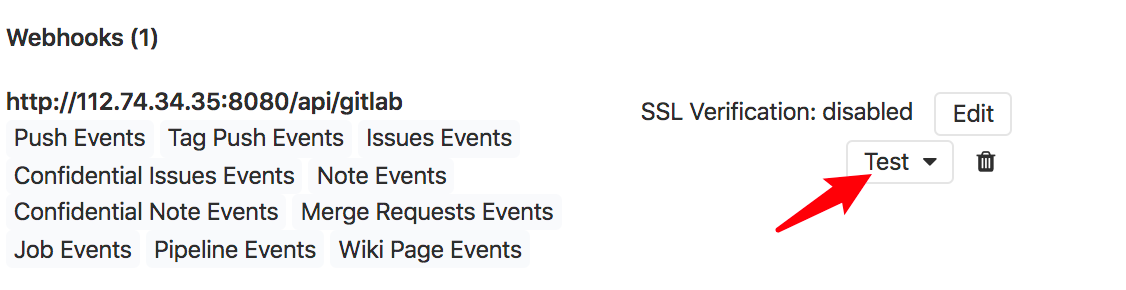 Webhooks (1)
http://112.74.34.35:8080/api/gitlab
SSL Verification: disabled Edit
Push Events Tag Push Events Issues Events
Test
Confidential Issues Events Note Events
Confidential Note Events Merge Requests Events
Job Events Pipeline Events Wiki Page Events